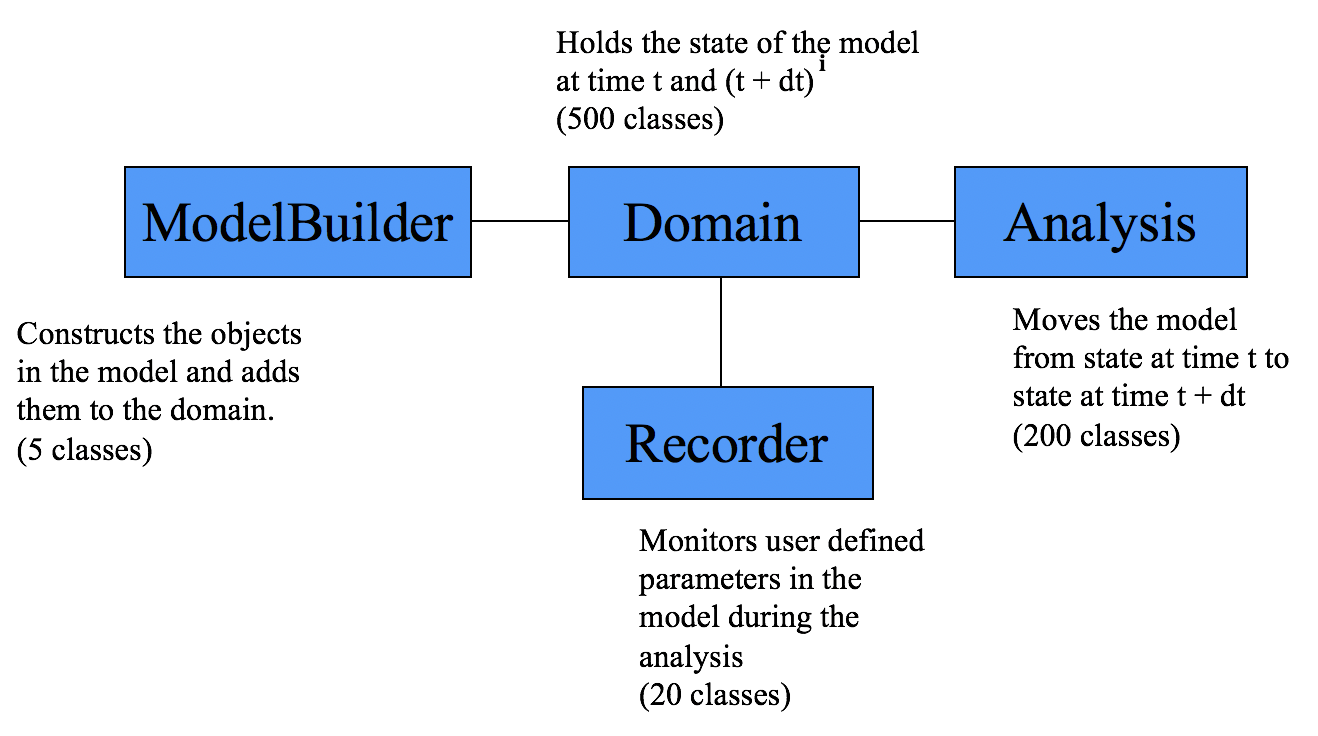 Holds the state of the model
at time t and (t + dt)^i
(500 classes)
ModelBuilder
Domain
Analysis
Constructs the objects
in the model and adds
them to the domain.
(5 classes)
Moves the model
from state at time t to
state at time t + dt
(200 classes)
Recorder
Monitors user defined
parameters in the
model during the
analysis
(20 classes)